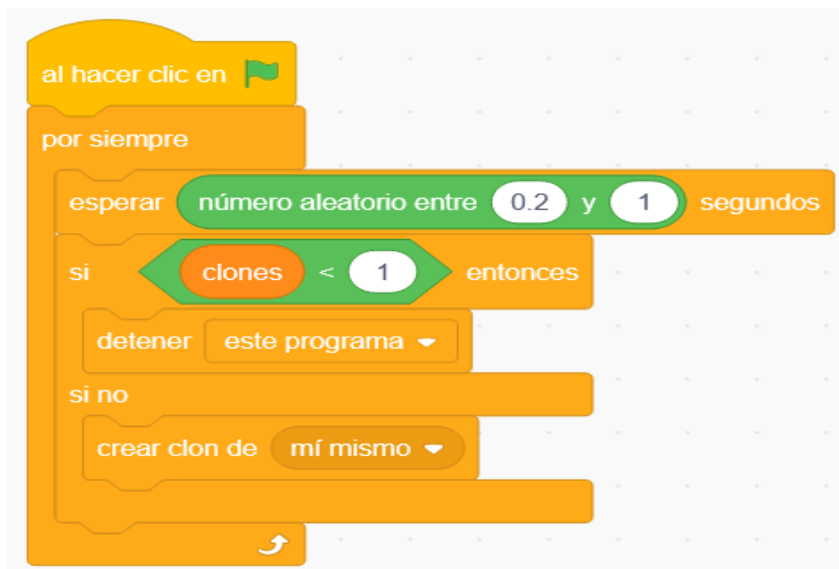 al hacer clic en
por siempre
esperar número aleatorio entre 0.2 y 1 segundos
si clones < 1 entonces
detener este programa
si no
crear clon de mí mismo